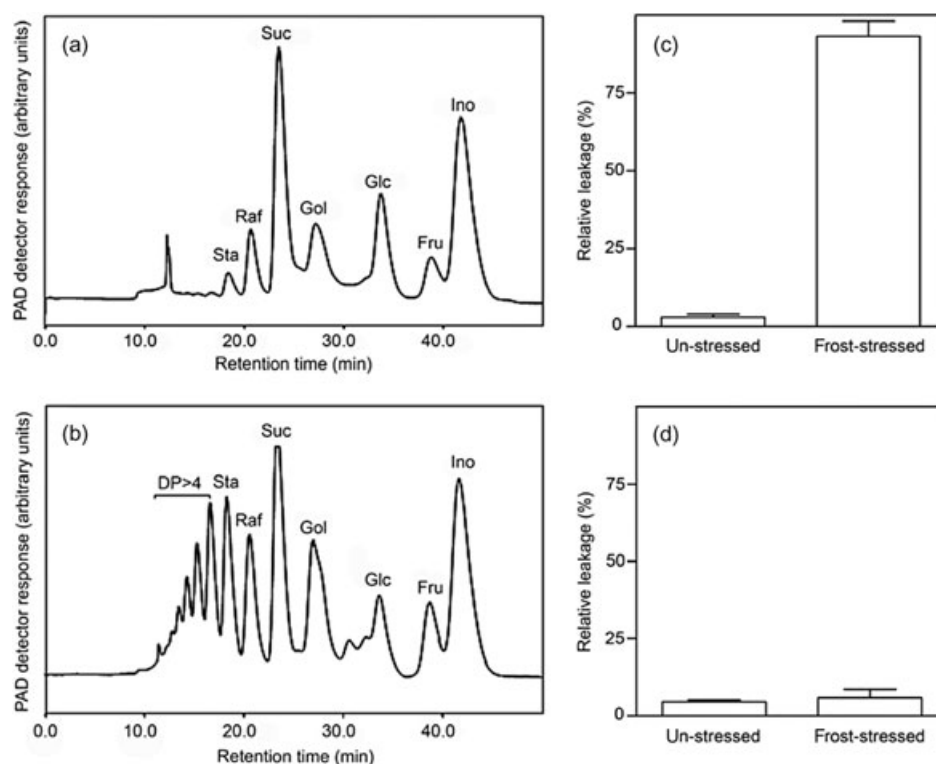 (a)
PAD detector response (arbitrary units)
Suc
Sta
Raf
Gol
Glc
Fru
Ino
0.0 10.0 20.0 30.0 40.0
Retention time (min)
(c)
Relative leakage (%)
75
50
25
0
Un-stressed Frost-stressed
(b)
PAD detector response (arbitrary units)
DP>4
Sta
Raf
Suc
Gol
Glc
Fru
Ino
0.0 10.0 20.0 30.0 40.0
Retention time (min)
(d)
Relative leakage (%)
75
50
25
0
Un-stressed Frost-stressed